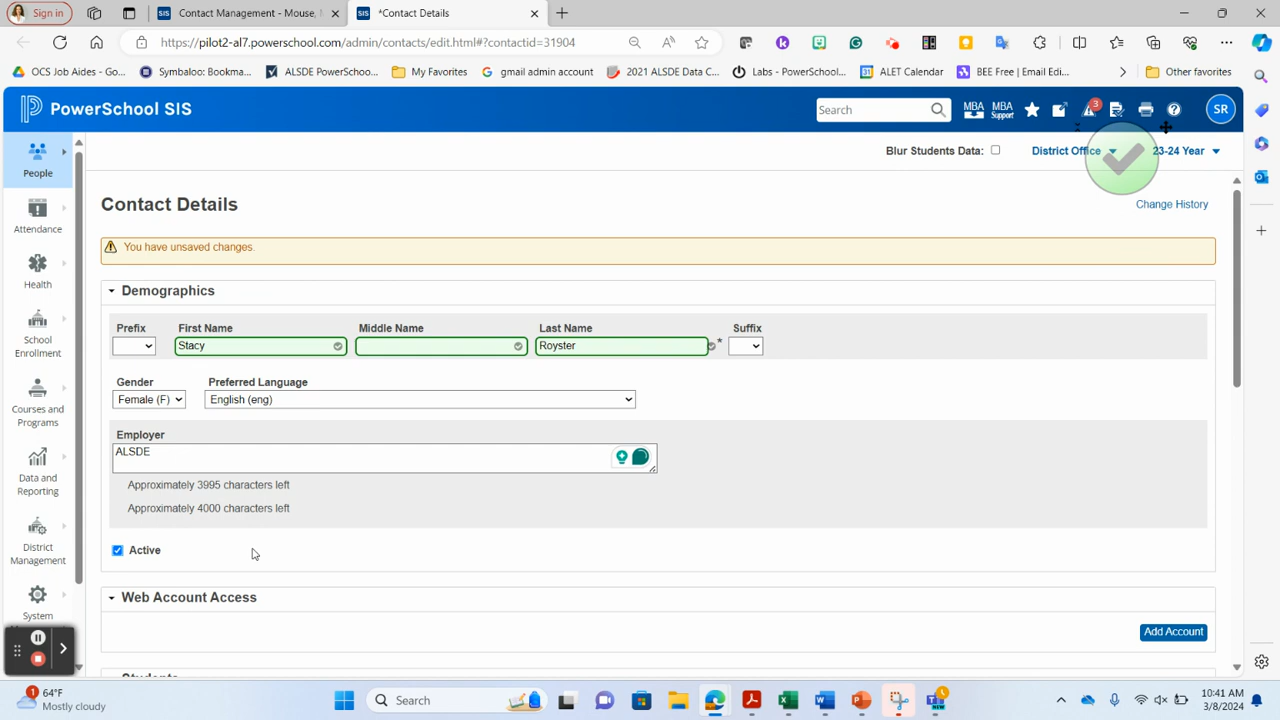 Sign in
Contact Management - Mouse,
*Contact Details
https://pilot2-al7.powerschool.com/admin/contacts/edit.html#?contactid=31904
OCS Job Aides - Go...
Symbaloo: Bookma...
ALSDE PowerSchoo...
My Favorites
gmail admin account
2021 ALSDE Data C...
Labs - PowerSchool...
ALET Calendar
BEE Free | Email Edi...
Other favorites
PowerSchool SIS
Search
MBA
MBA Support
3
SR
Blur Students Data:
District Office
23-24 Year
People
Attendance
Health
School Enrollment
Courses and Programs
Data and Reporting
District Management
System
Contact Details
Change History
You have unsaved changes.
Demographics
Prefix First Name Middle Name Last Name Suffix
Stacy Royster *
Gender Preferred Language
Female (F) English (eng)
Employer
ALSDE
Approximately 3995 characters left
Approximately 4000 characters left
Active
Web Account Access
Add Account
1
64°F
Mostly cloudy
Search
10:41 AM
3/8/2024